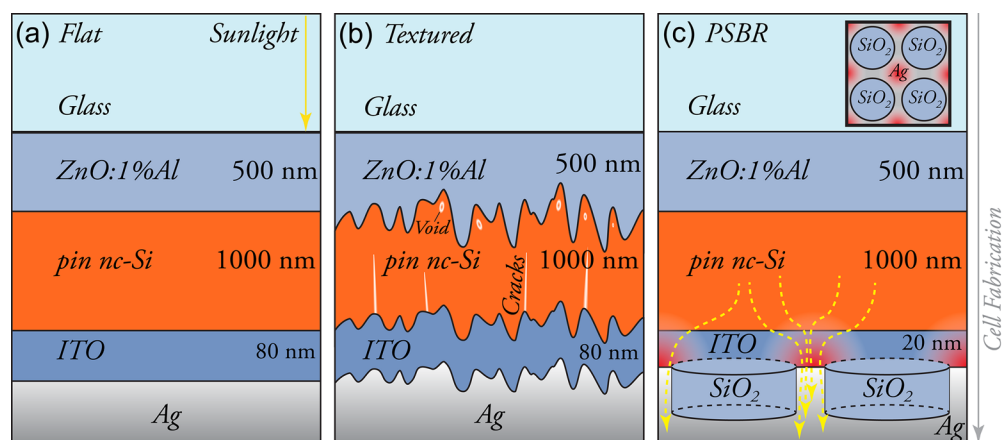 (a) Flat Sunlight
Glass
ZnO:1%Al 500 nm
pin nc-Si 1000 nm
ITO 80 nm
Ag
(b) Textured
Glass
ZnO:1%Al 500 nm
Void
pin nc-Si 1000 nm
Cracks
ITO 80 nm
Ag
(c) PSBR
SiO₂ SiO₂
Ag
SiO₂ SiO₂
Glass
ZnO:1%Al 500 nm
pin nc-Si 1000 nm
ITO 20 nm
SiO₂ SiO₂
Ag
Cell Fabrication